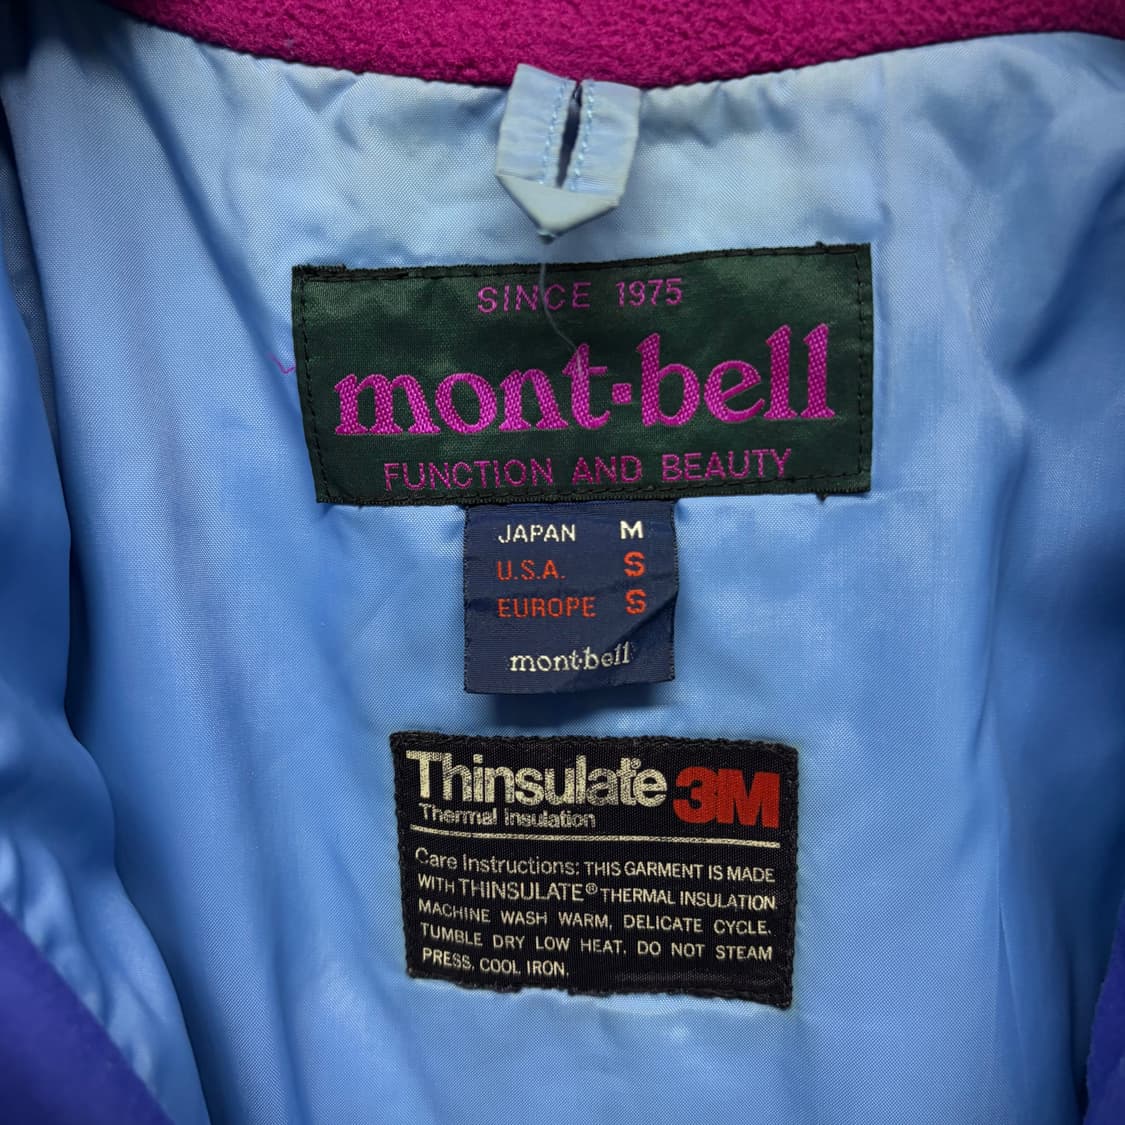 SINCE 1975
mont-bell
FUNCTION AND BEAUTY
JAPAN M
U.S.A. S
EUROPE S
mont-bell
Thinsulate 3M
Thermal Insulation
Care Instructions: THIS GARMENT IS MADE
WITH THINSULATE® THERMAL INSULATION.
MACHINE WASH WARM, DELICATE CYCLE.
TUMBLE DRY LOW HEAT. DO NOT STEAM
PRESS. COOL IRON.